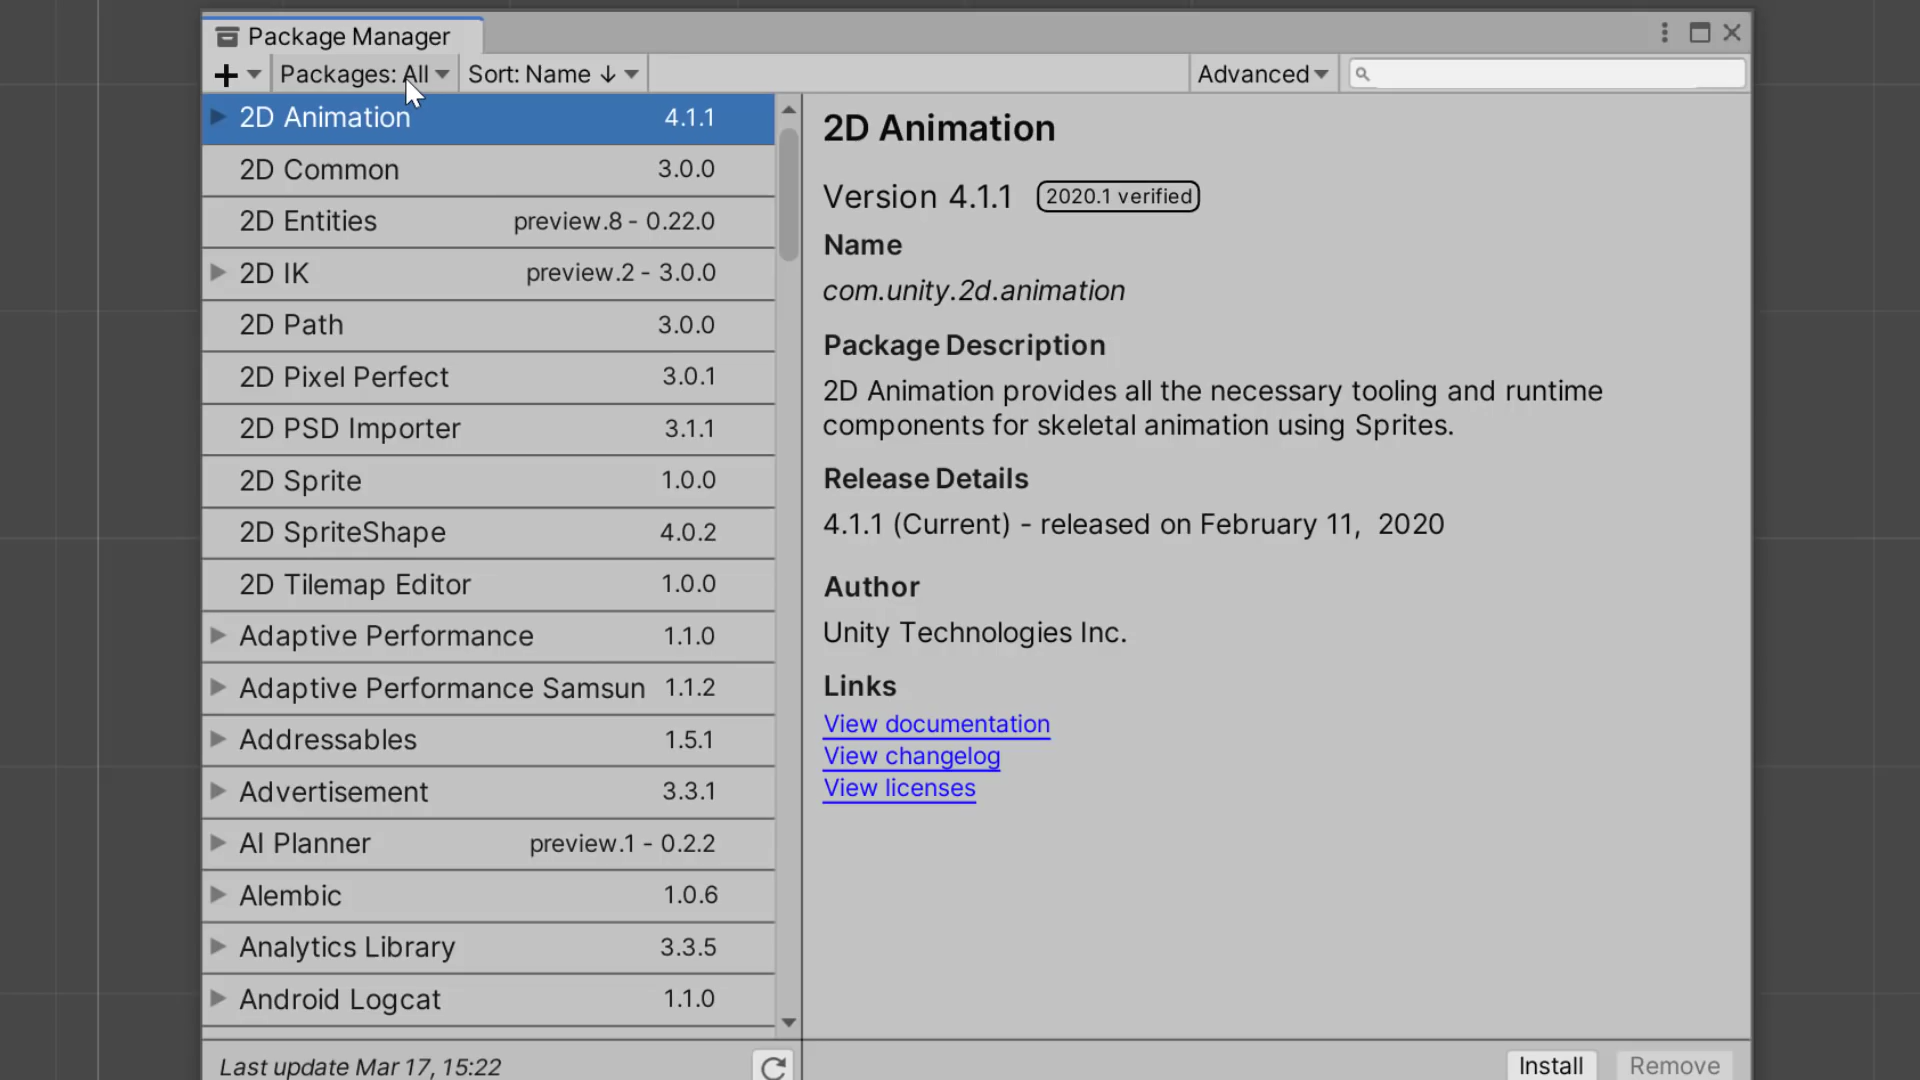 Package Manager
Packages: All
Sort: Name ↓
Advanced
2D Animation 4.1.1
2D Common 3.0.0
2D Entities preview.8 - 0.22.0
2D IK preview.2 - 3.0.0
2D Path 3.0.0
2D Pixel Perfect 3.0.1
2D PSD Importer 3.1.1
2D Sprite 1.0.0
2D SpriteShape 4.0.2
2D Tilemap Editor 1.0.0
Adaptive Performance 1.1.0
Adaptive Performance Samsun 1.1.2
Addressables 1.5.1
Advertisement 3.3.1
AI Planner preview.1 - 0.2.2
Alembic 1.0.6
Analytics Library 3.3.5
Android Logcat 1.1.0
Last update Mar 17, 15:22
2D Animation
Version 4.1.1 2020.1 verified
Name
com.unity.2d.animation
Package Description
2D Animation provides all the necessary tooling and runtime
components for skeletal animation using Sprites.
Release Details
4.1.1 (Current) - released on February 11, 2020
Author
Unity Technologies Inc.
Links
View documentation
View changelog
View licenses
Install
Remove